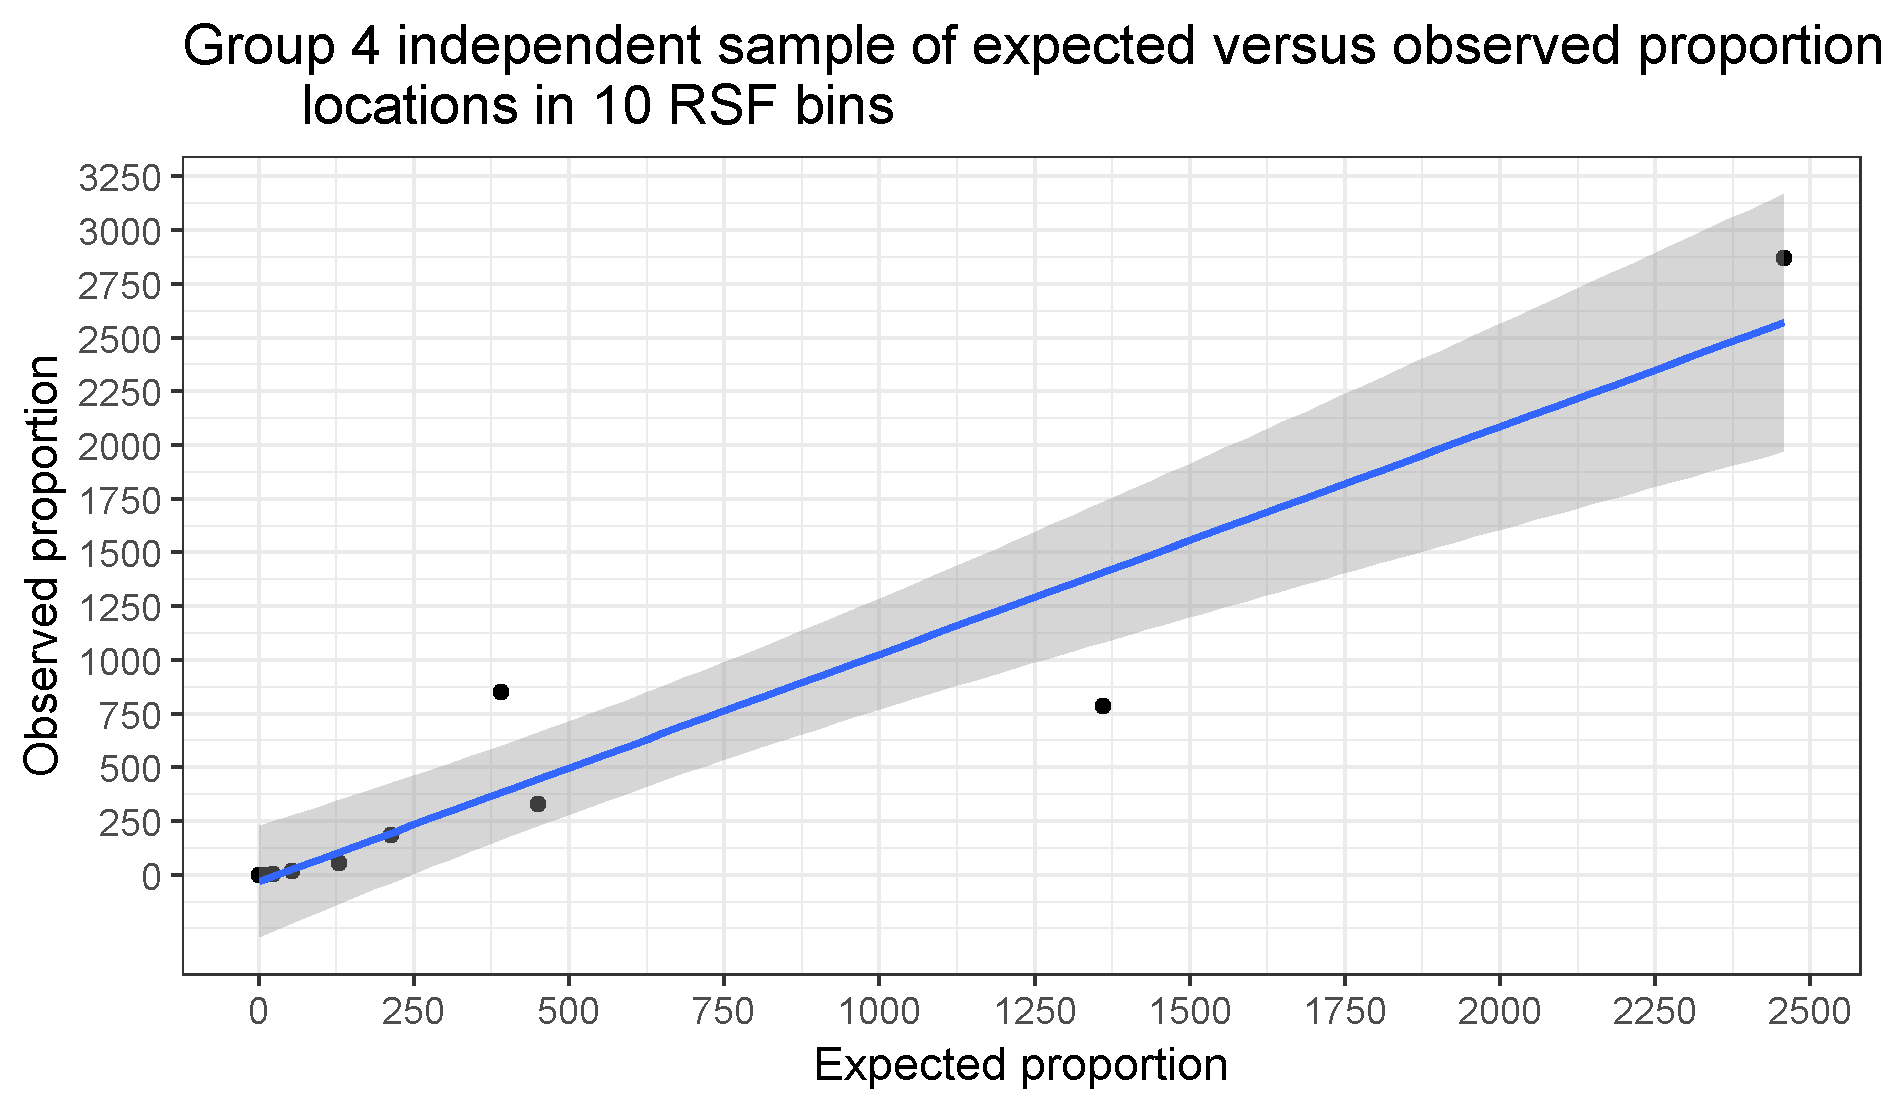 Group 4 independent sample of expected versus observed proportion
locations in 10 RSF bins
3250
3000
2750
2500
2250
2000
1750
1500
1250
1000
750
500
250
0
Observed proportion
0 250 500 750 1000 1250 1500 1750 2000 2250 2500
Expected proportion